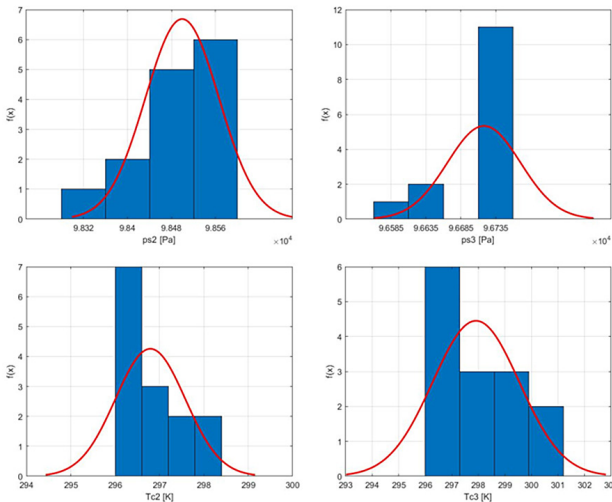 7
6
5
4
3
2
1
0
f(x)
9.832 9.84 9.848 9.856
ps2 [Pa]
×10⁴
12
10
8
6
4
2
0
f(x)
9.6585 9.6635 9.6685 9.6735
ps3 [Pa]
×10⁴
7
6
5
4
3
2
1
0
f(x)
294 295 296 297 298 299 300
Tc2 [K]
6
5
4
3
2
1
0
f(x)
293 294 295 296 297 298 299 300 301 302 303
Tc3 [K]